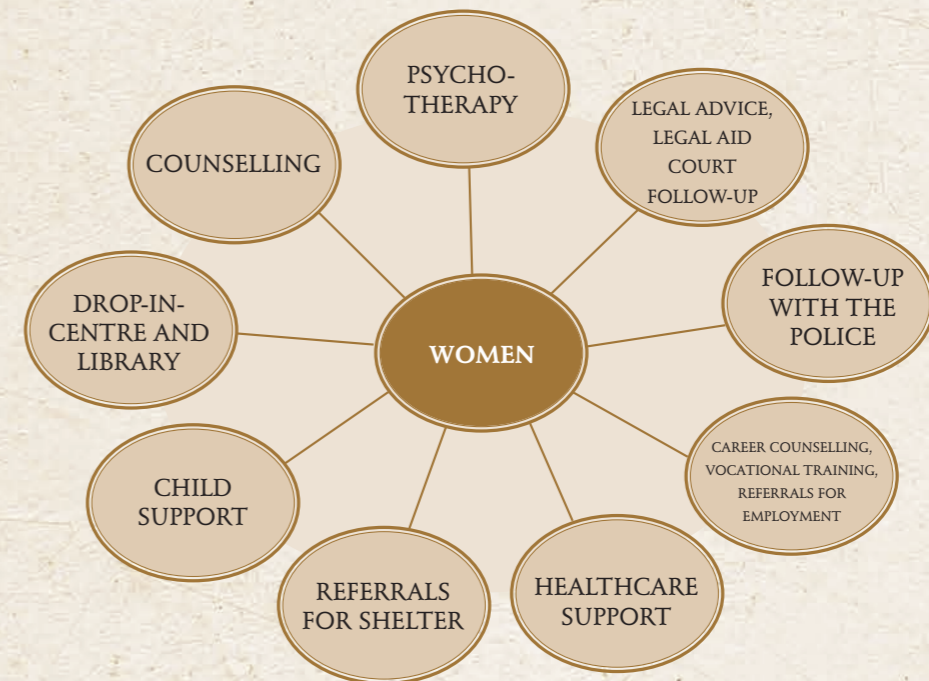 PSYCHO-
THERAPY
LEGAL ADVICE,
LEGAL AID
COURT
FOLLOW-UP
FOLLOW-UP
WITH THE
POLICE
CAREER COUNSELLING,
VOCATIONAL TRAINING,
REFERRALS FOR
EMPLOYMENT
HEALTHCARE
SUPPORT
REFERRALS
FOR SHELTER
CHILD
SUPPORT
DROP-IN-
CENTRE AND
LIBRARY
COUNSELLING
WOMEN